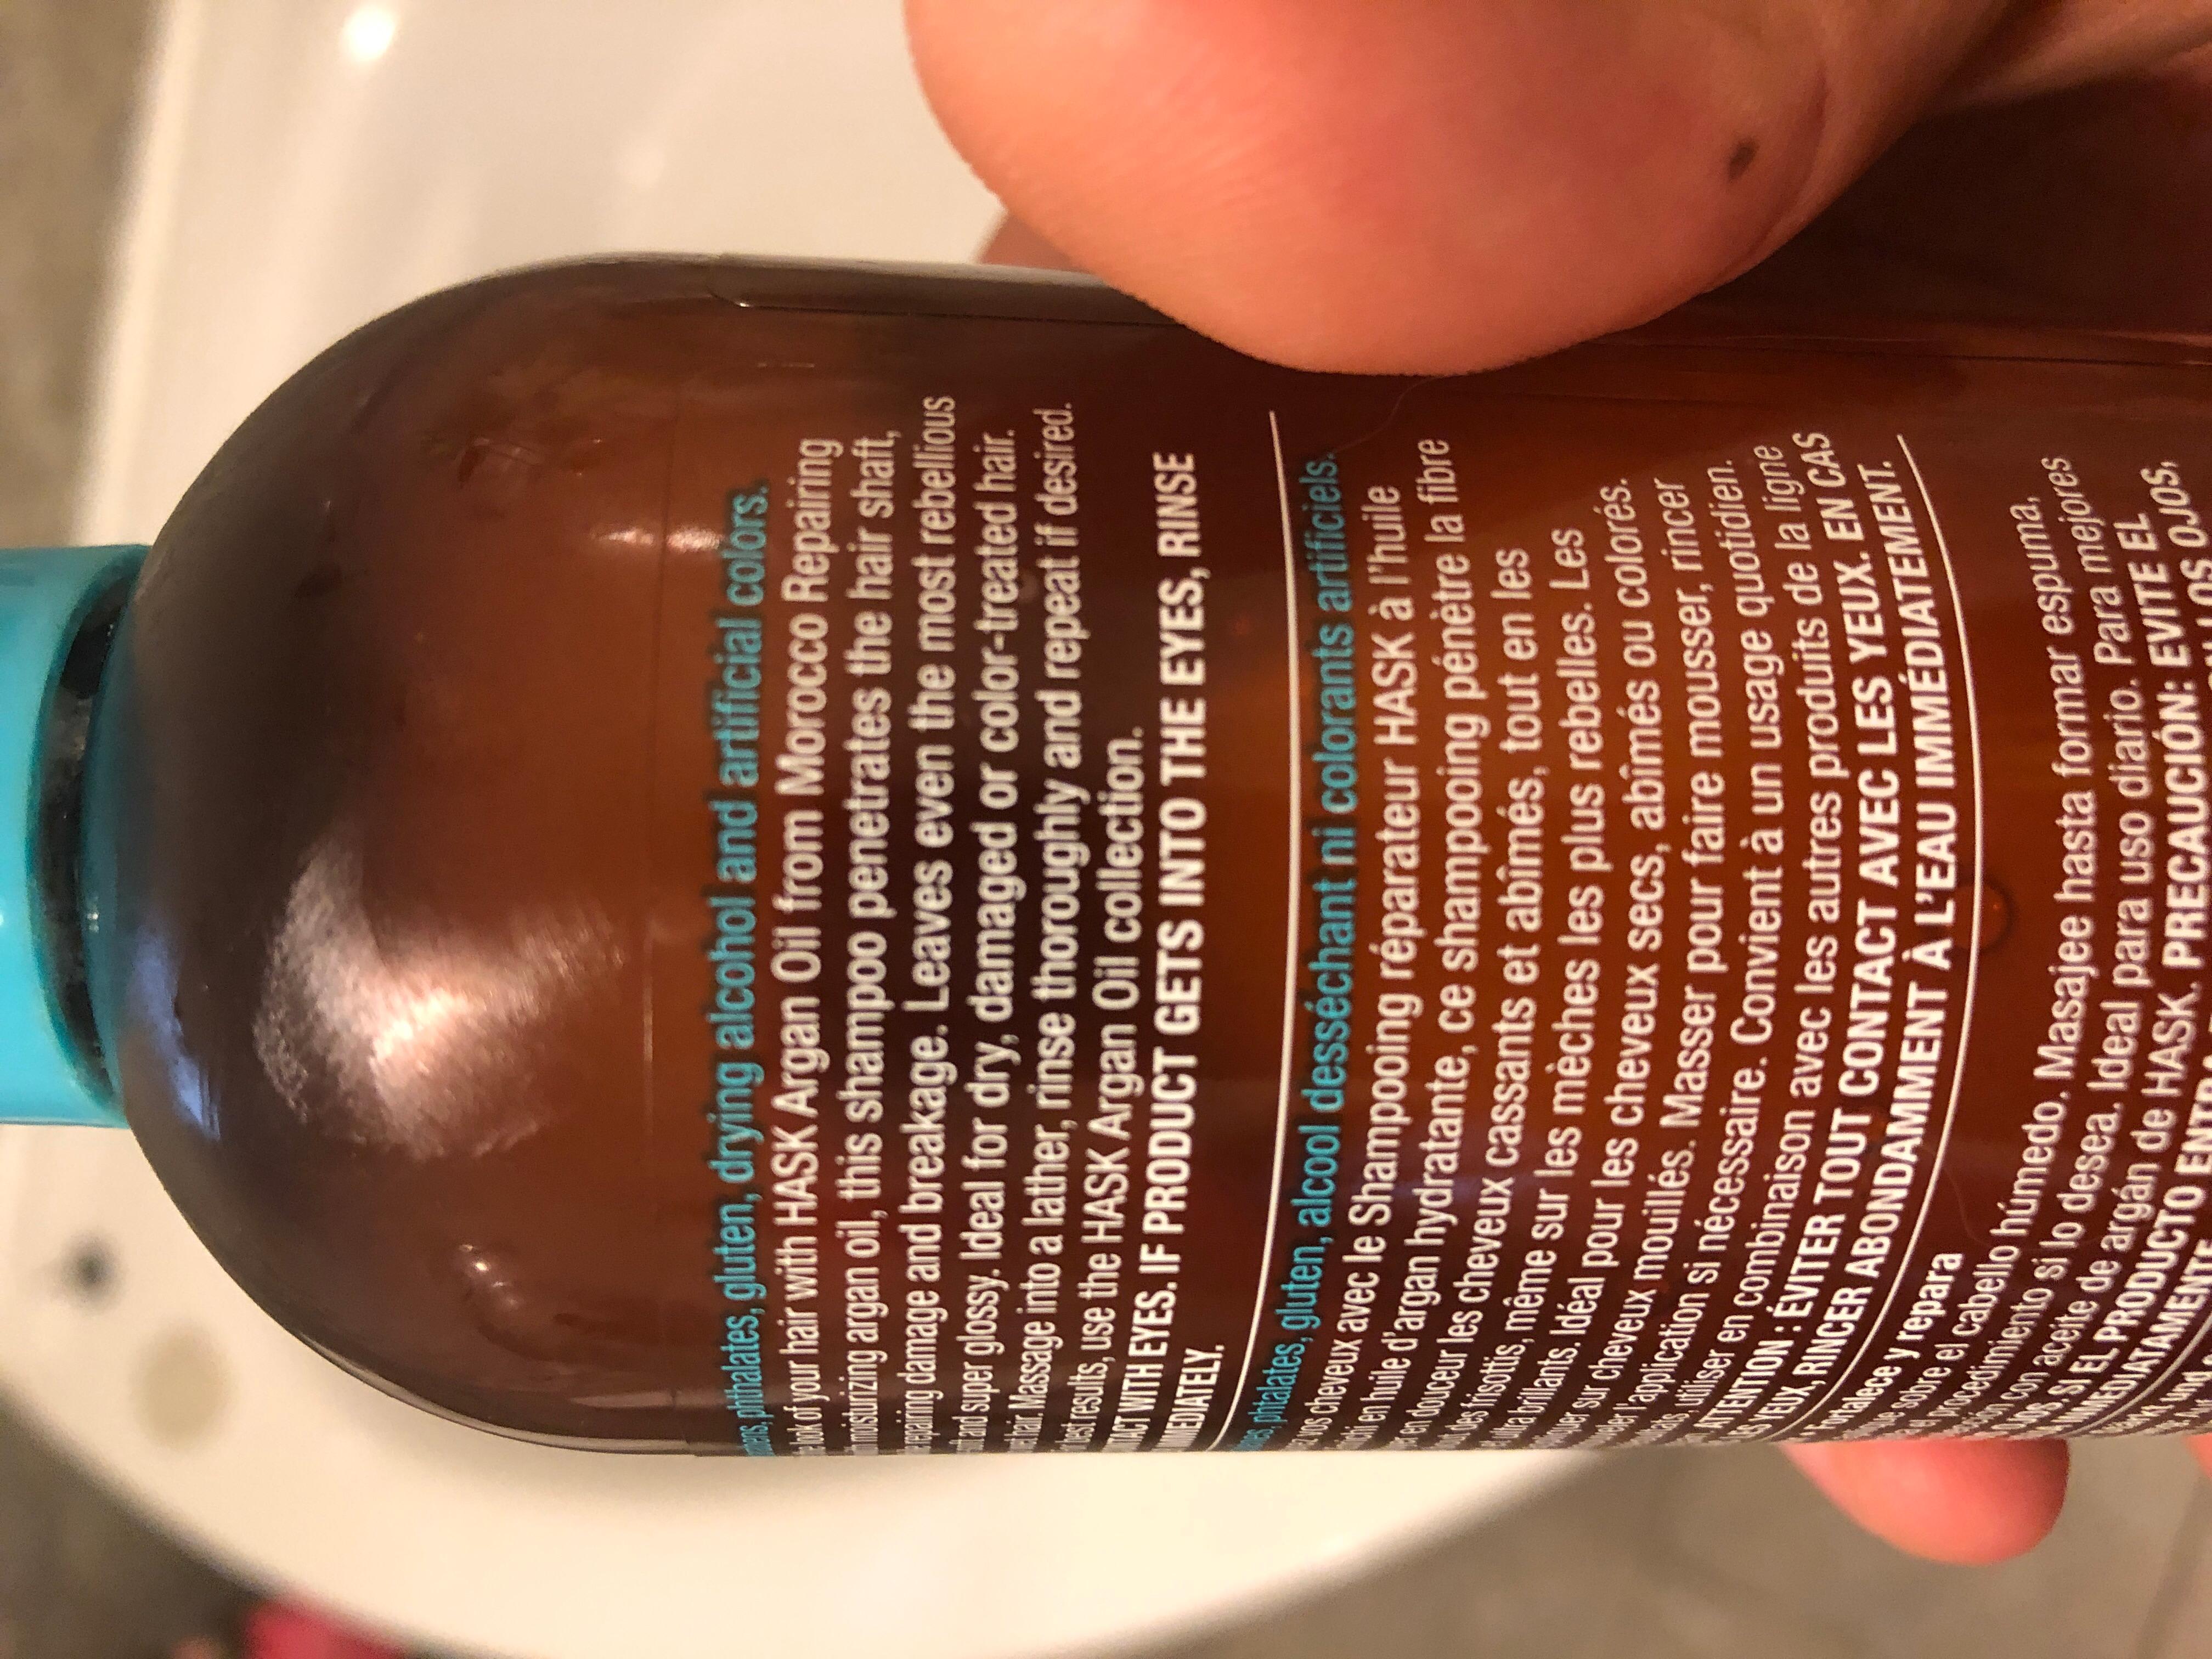 phthalates, gluten, drying alcohol and artificial colors.
look of your hair with HASK Argan Oil from Morocco Repairing
moisturizing argan oil, this shampoo penetrates the hair shaft,
repairing damage and breakage. Leaves even the most rebellious
and super glossy. Ideal for dry, damaged or color-treated hair.
hair. Massage into a lather, rinse thoroughly and repeat if desired.
best results, use the HASK Argan Oil collection.
WITH EYES. IF PRODUCT GETS INTO THE EYES, RINSE
IMMEDIATELY.
phtalates, gluten, alcool desséchant ni colorants artificiels.
vos cheveux avec le Shampooing réparateur HASK à l'huile
en huile d'argan hydratante, ce shampooing pénètre la fibre
en douceur les cheveux cassants et abîmés, tout en les
des frisottis, même sur les mèches les plus rebelles. Les
ultra brillants. Idéal pour les cheveux secs, abîmés ou colorés.
sur cheveux mouillés. Masser pour faire mousser, rincer
l'application si nécessaire. Convient à un usage quotidien.
utiliser en combinaison avec les autres produits de la ligne
ATTENTION : ÉVITER TOUT CONTACT AVEC LES YEUX. EN CAS
LES YEUX, RINCER ABONDAMMENT À L'EAU IMMÉDIATEMENT.
fortalece y repara
sobre el cabello húmedo. Masajee hasta formar espuma,
procedimiento si lo desea. Ideal para uso diario. Para mejores
con aceite de argán de HASK. PRECAUCIÓN: EVITE EL
OJOS. SI EL PRODUCTO ENTRA LOS OJOS,